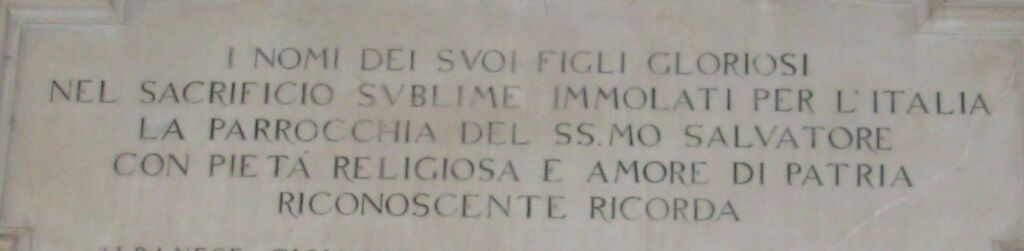 I NOMI DEI SVOI FIGLI GLORIOSI
NEL SACRIFICIO SVBLIME IMMOLATI PER L'ITALIA
LA PARROCCHIA DEL SS.MO SALVATORE
CON PIETÀ RELIGIOSA E AMORE DI PATRIA
RICONOSCENTE RICORDA